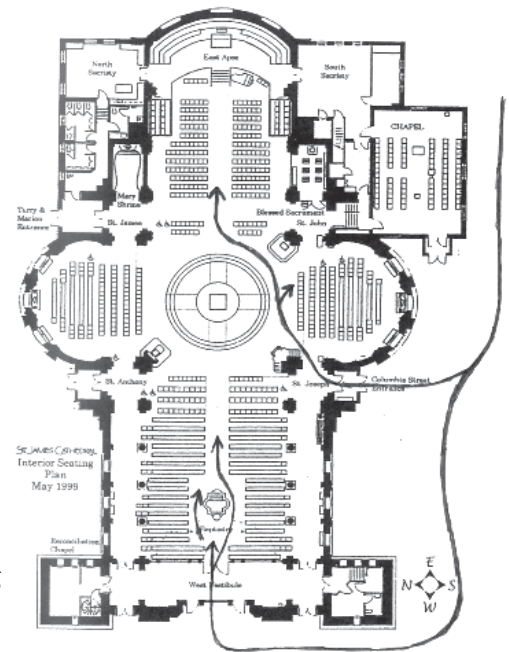 East Apse
North
Sacristy
South
Sacristy
CHAPEL
Mary
Shrine
Terry &
Marion
Entrance
St. James
Blessed Sacrament
St. John
St. Anthony
St. Joseph
Columbia Street
Entrance
ST. JAMES CATHEDRAL
Interior Seating
Plan
May 1999
Baptistry
Reconciliation
Chapel
West Vestibule
E
N
S
W